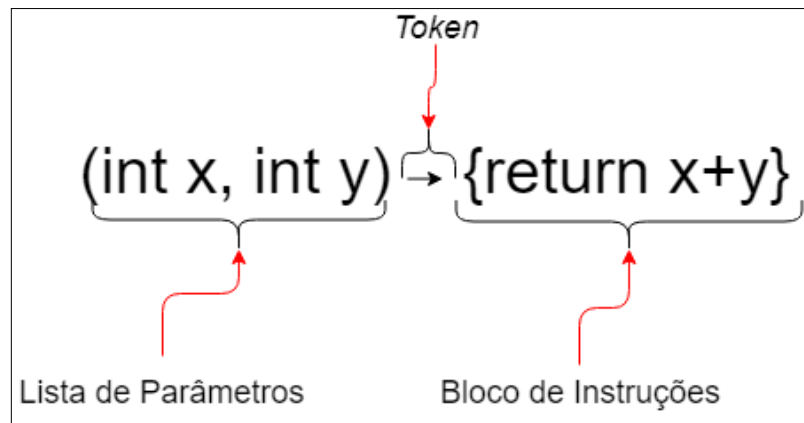 Token
(int x, int y) → {return x+y}
Lista de Parâmetros
Bloco de Instruções